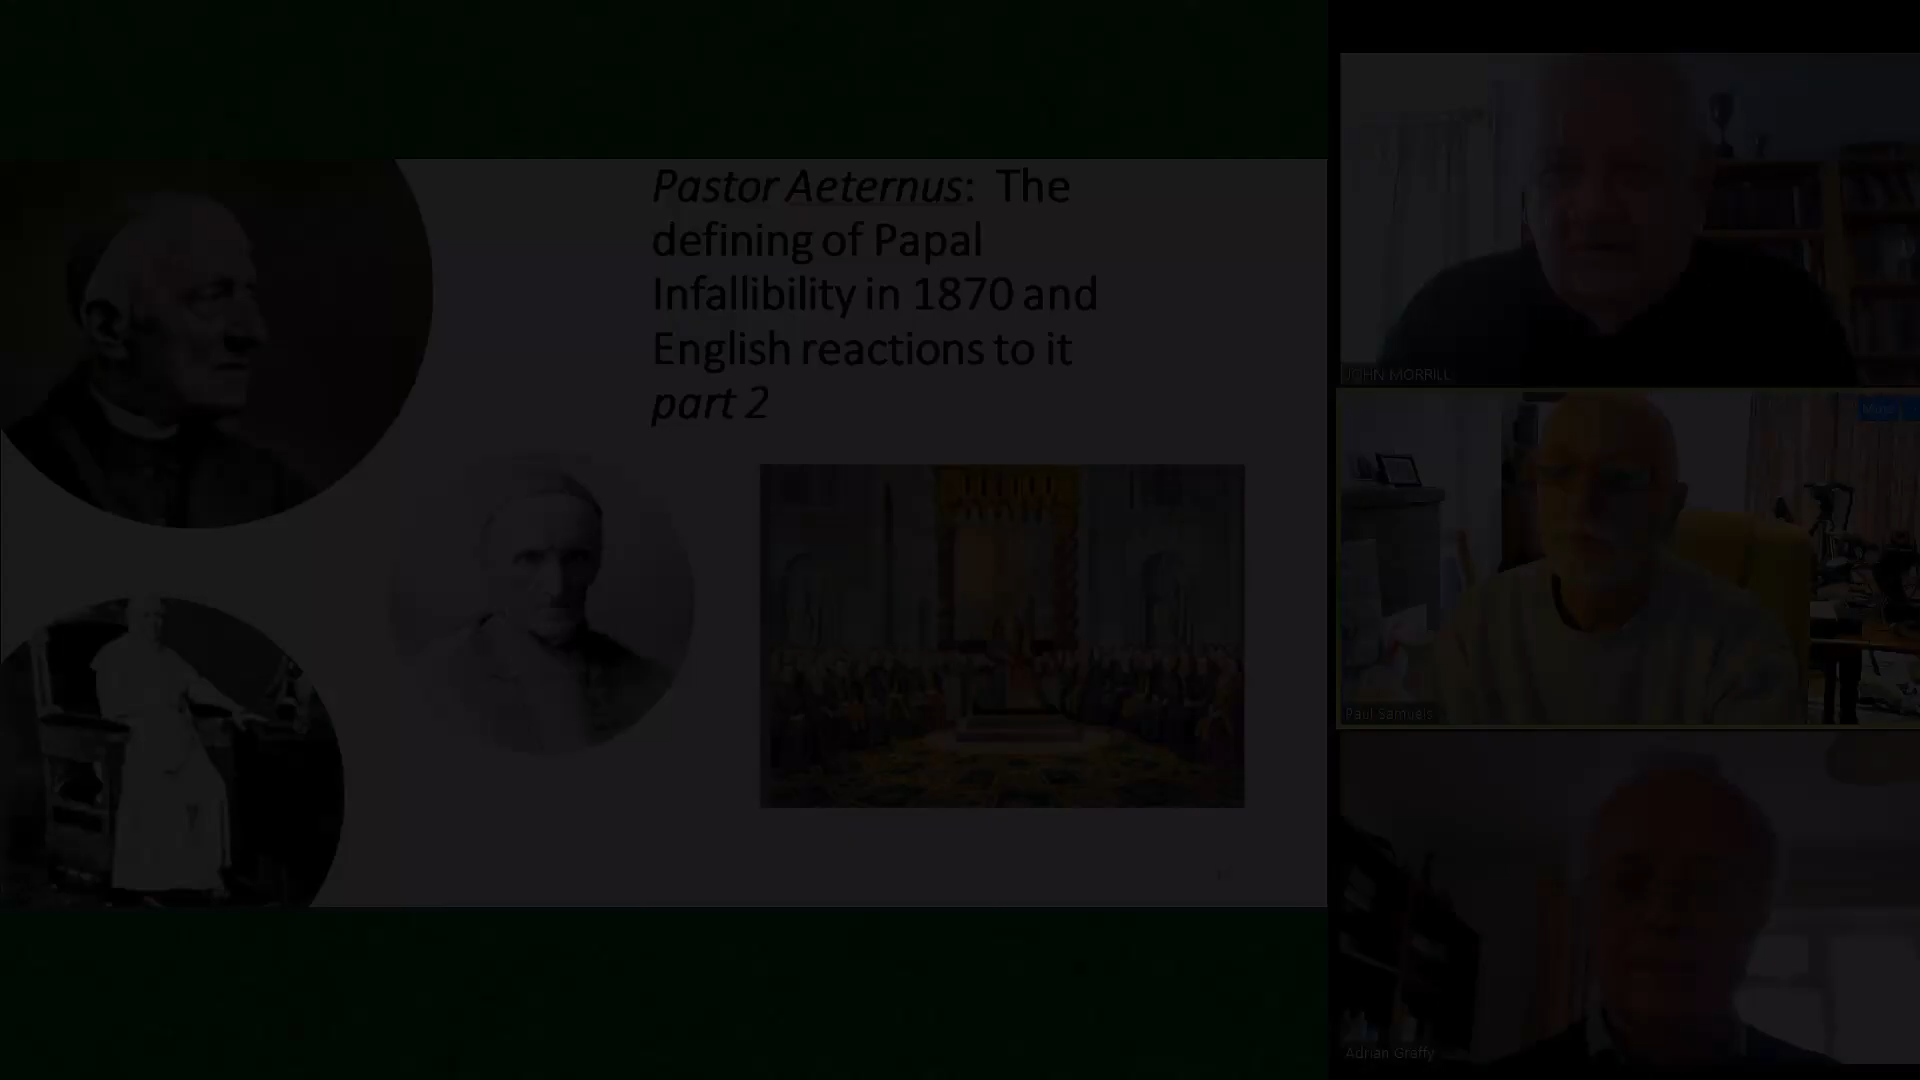 Pastor Aeternus: The
defining of Papal
Infallibility in 1870 and
English reactions to it
part 2
JOHN MORRILL
Paul Samuels
Adrian Graffy